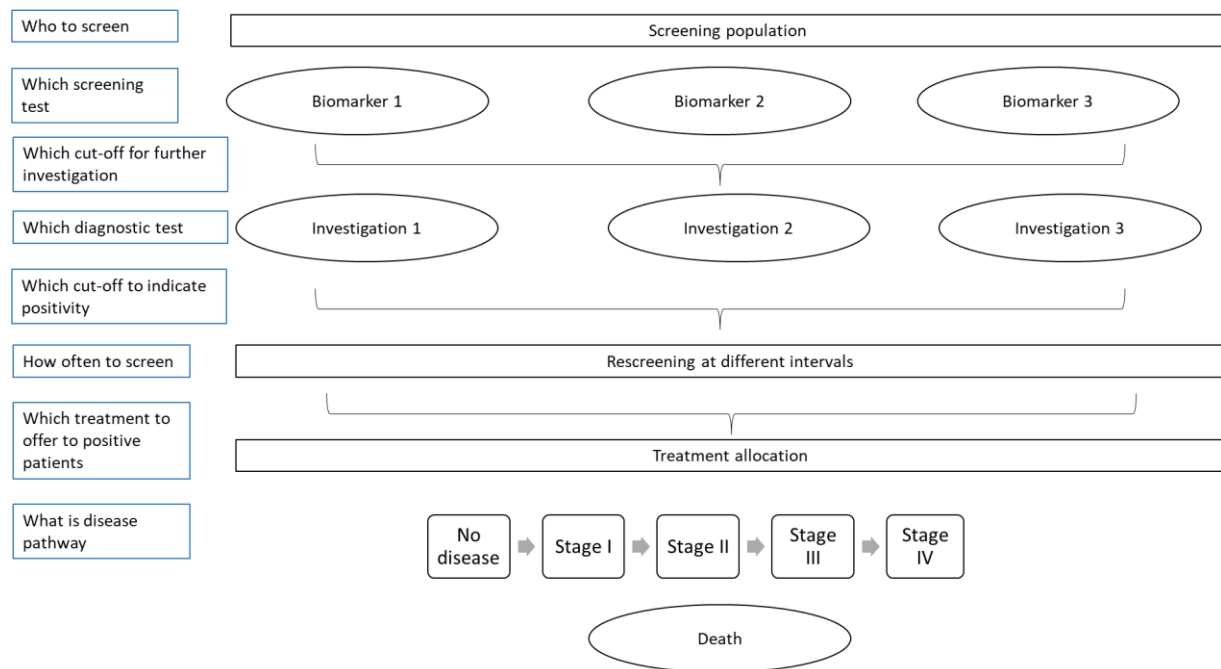 Who to screen
Screening population
Which screening
test
Biomarker 1
Biomarker 2
Biomarker 3
Which cut-off for further
investigation
Which diagnostic test
Investigation 1
Investigation 2
Investigation 3
Which cut-off to indicate
positivity
How often to screen
Rescreening at different intervals
Which treatment to
offer to positive
patients
Treatment allocation
What is disease
pathway
No
disease
Stage I
Stage II
Stage
III
Stage
IV
Death